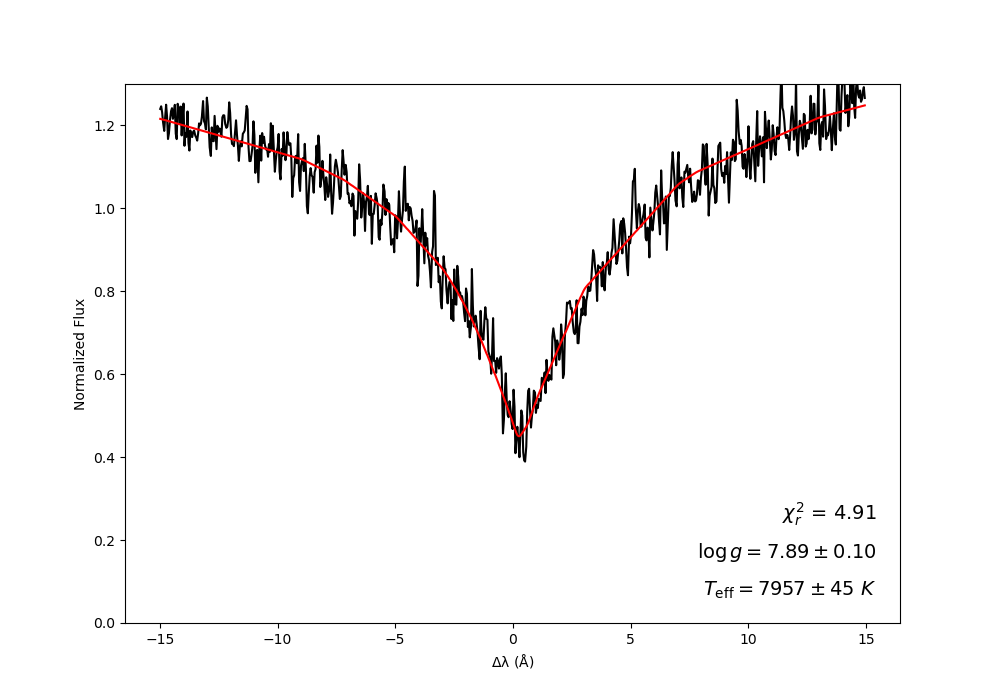 1.2
1.0
0.8
0.6
0.4
0.2
0.0
Normalized Flux
χ²ᵣ = 4.91
log g = 7.89 ± 0.10
T_eff = 7957 ± 45 K
−15 −10 −5 0 5 10 15
Δλ (Å)